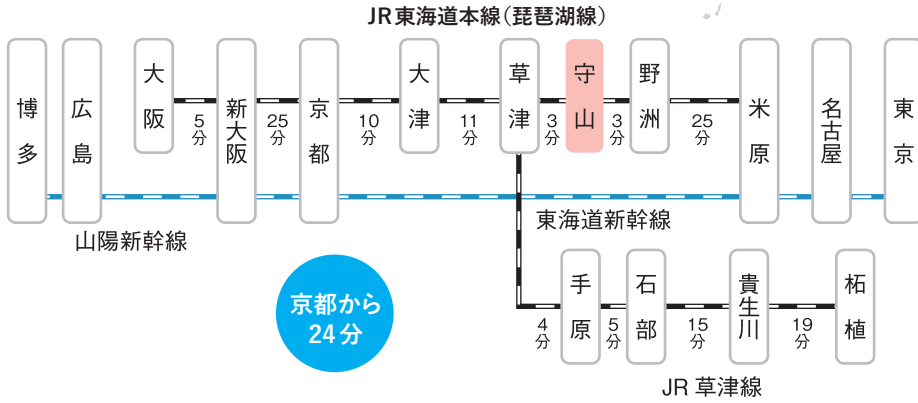 JR東海道本線(琵琶湖線)
博多
広島
大阪
5分
新大阪
25分
京都
10分
大津
11分
草津
3分
守山
3分
野洲
25分
米原
名古屋
東京
山陽新幹線
東海道新幹線
京都から
24分
4分
手原
5分
石部
15分
貴生川
19分
柘植
JR 草津線